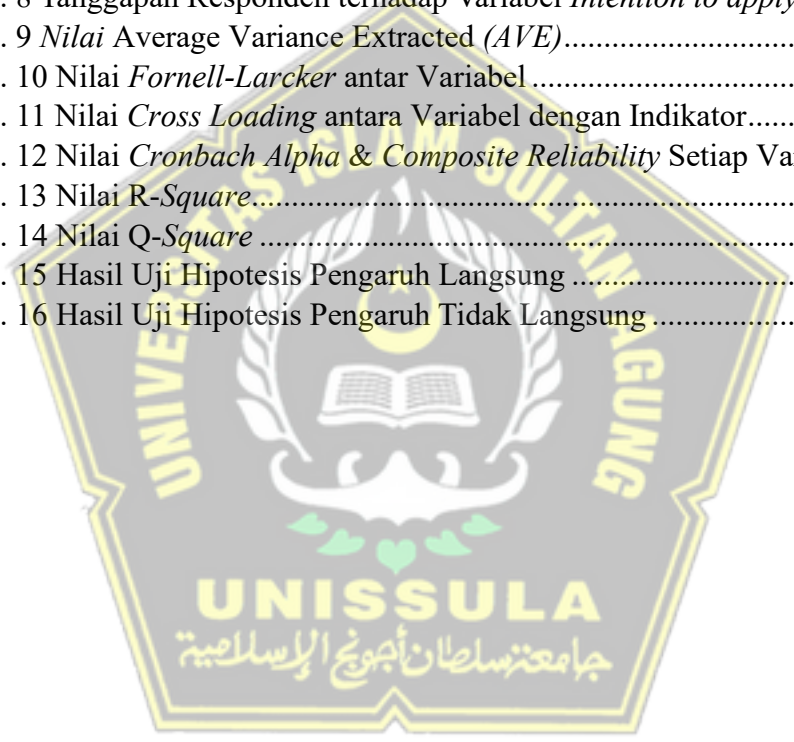 . 8 Tanggapan Responden terhadap Variabel Intention to apply
. 9 Nilai Average Variance Extracted (AVE)
. 10 Nilai Fornell-Larcker antar Variabel
. 11 Nilai Cross Loading antara Variabel dengan Indikator
. 12 Nilai Cronbach Alpha & Composite Reliability Setiap Var
. 13 Nilai R-Square
. 14 Nilai Q-Square
. 15 Hasil Uji Hipotesis Pengaruh Langsung
. 16 Hasil Uji Hipotesis Pengaruh Tidak Langsung
UNIVERSITAS ISLAM SULTAN AGUNG
UNISSULA
جامعتنسلطان أجونج الإسلامية